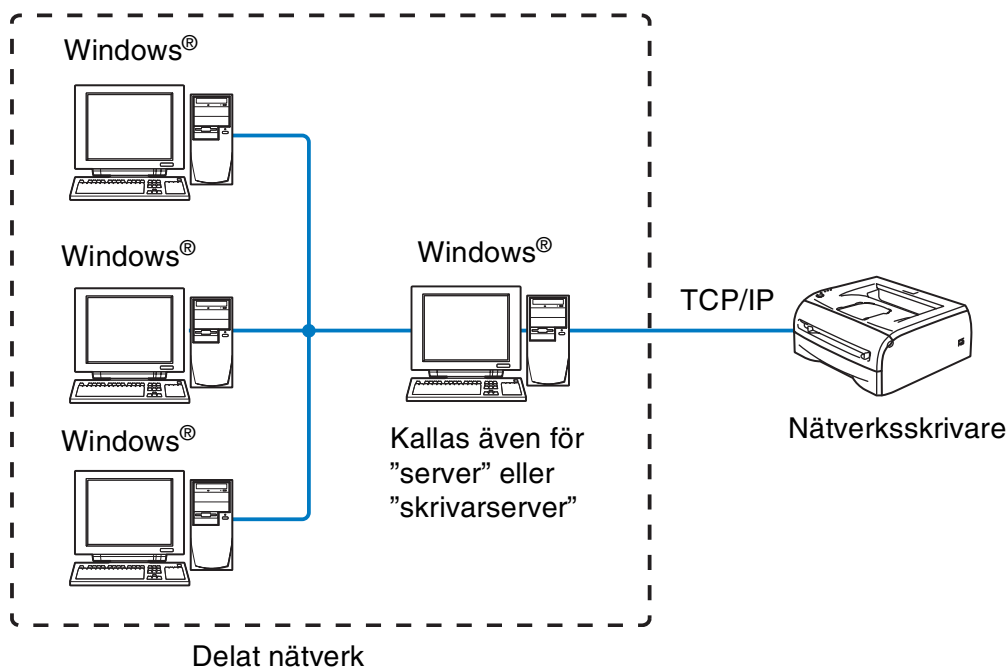 Windows®
Windows®
Windows®
Windows®
Kallas även för
”server” eller
”skrivarserver”
TCP/IP
Nätverksskrivare
Delat nätverk